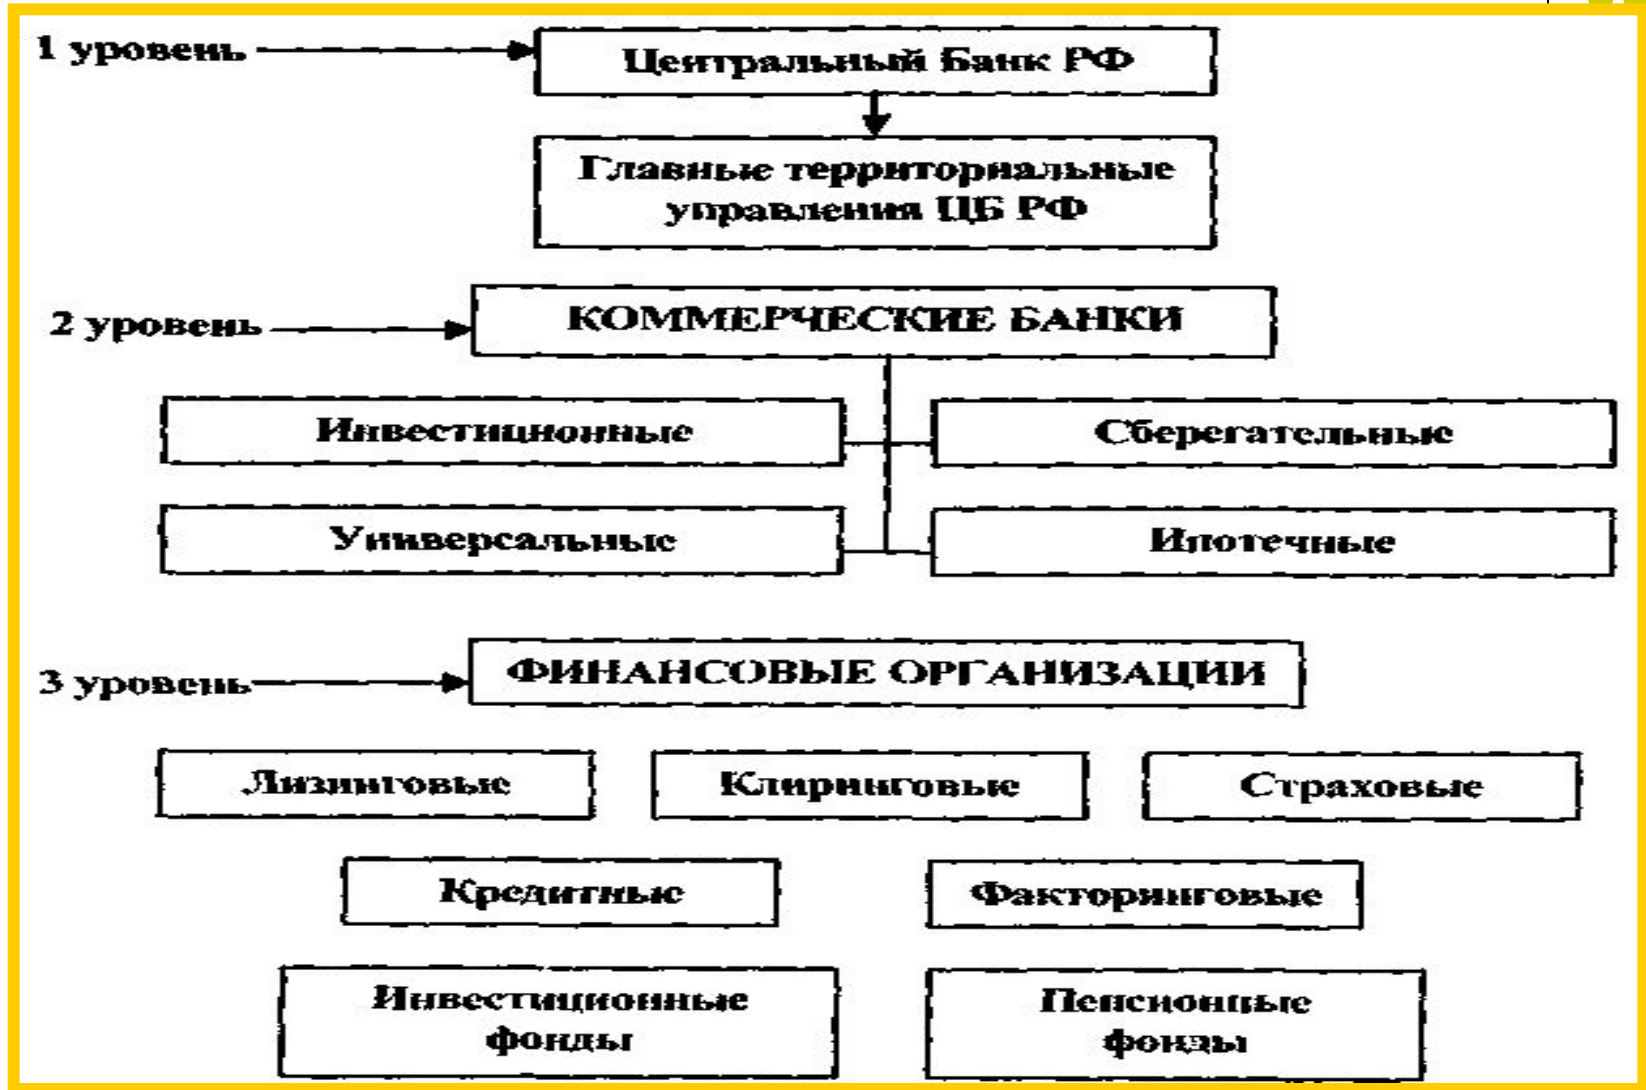 1 уровень
Центральный Банк РФ
Главные территориальные
управления ЦБ РФ
2 уровень
КОММЕРЧЕСКИЕ БАНКИ
Инвестиционные
Сберегательные
Универсальные
Ипотечные
3 уровень
ФИНАНСОВЫЕ ОРГАНИЗАЦИИ
Лизинговые
Клиринговые
Страховые
Кредитные
Факторинговые
Инвестиционные
фонды
Пенсионные
фонды